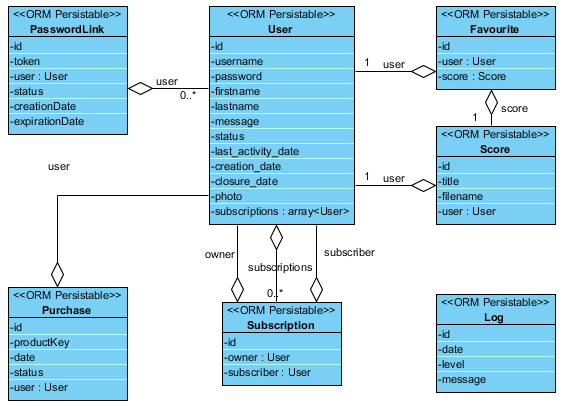 <<ORM Persistable>>
PasswordLink
-id
-token
-user : User
-status
-creationDate
-expirationDate
user
0..*
<<ORM Persistable>>
User
-id
-username
-password
-firstname
-lastname
-message
-status
-last_activity_date
-creation_date
-closure_date
-photo
-subscriptions : array<User>
1
user
<<ORM Persistable>>
Favourite
-id
-user : User
-score : Score
score
1
<<ORM Persistable>>
Score
-id
-title
-filename
-user : User
1
user
user
<<ORM Persistable>>
Purchase
-id
-productKey
-date
-status
-user : User
owner
subscriptions
0..*
subscriber
<<ORM Persistable>>
Subscription
-id
-owner : User
-subscriber : User
<<ORM Persistable>>
Log
-id
-date
-level
-message